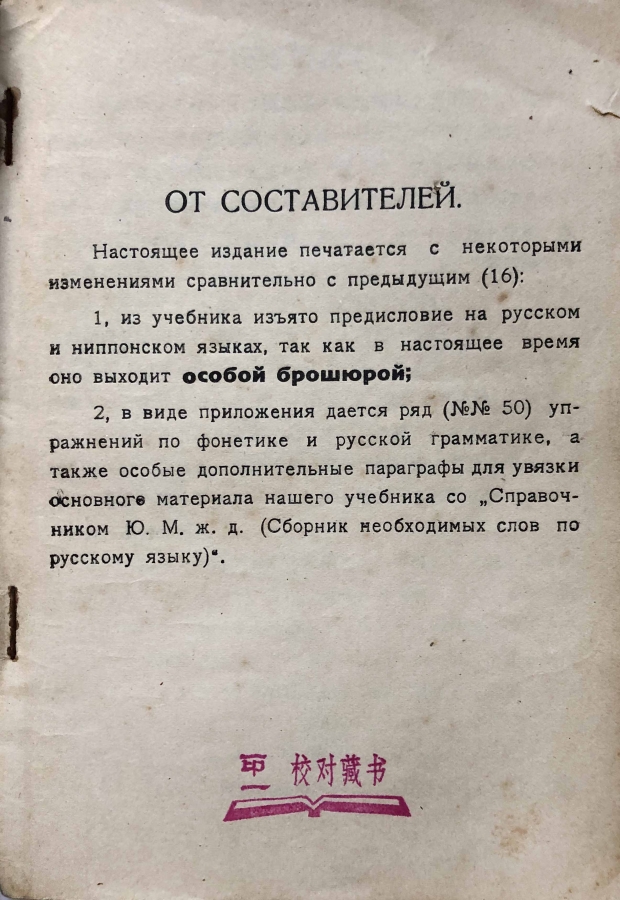 ОТ СОСТАВИТЕЛЕЙ.
Настоящее издание печатается с некоторыми
изменениями сравнительно с предыдущим (16):
1, из учебника изъято предисловие на русском
и ниппонском языках, так как в настоящее время
оно выходит особой брошюрой;
2, в виде приложения дается ряд (№№ 50) уп-
ражнений по фонетике и русской грамматике, а
также особые дополнительные параграфы для увязки
основного материала нашего учебника со „Справоч-
ником Ю. М. ж. д. (Сборник необходимых слов по
русскому языку)“.
校对藏书